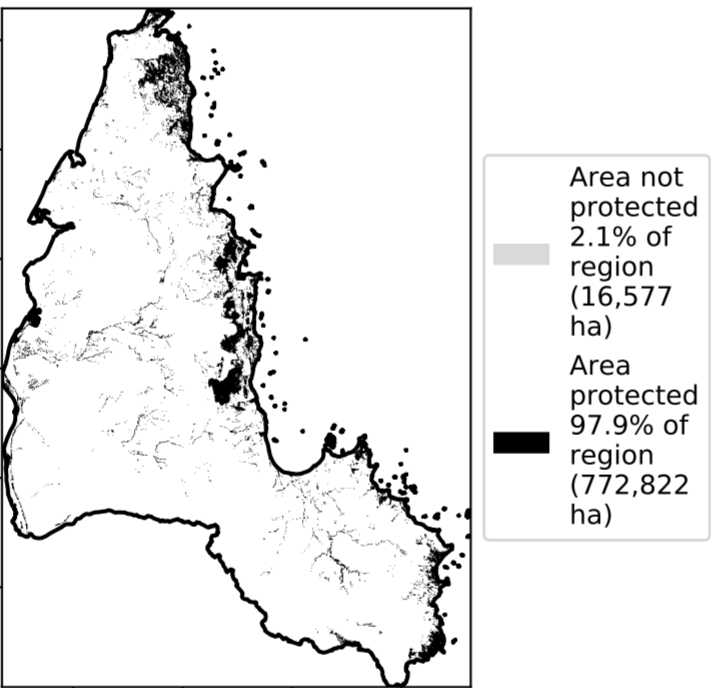 Area not
protected
2.1% of
region
(16,577
ha)
Area
protected
97.9% of
region
(772,822
ha)